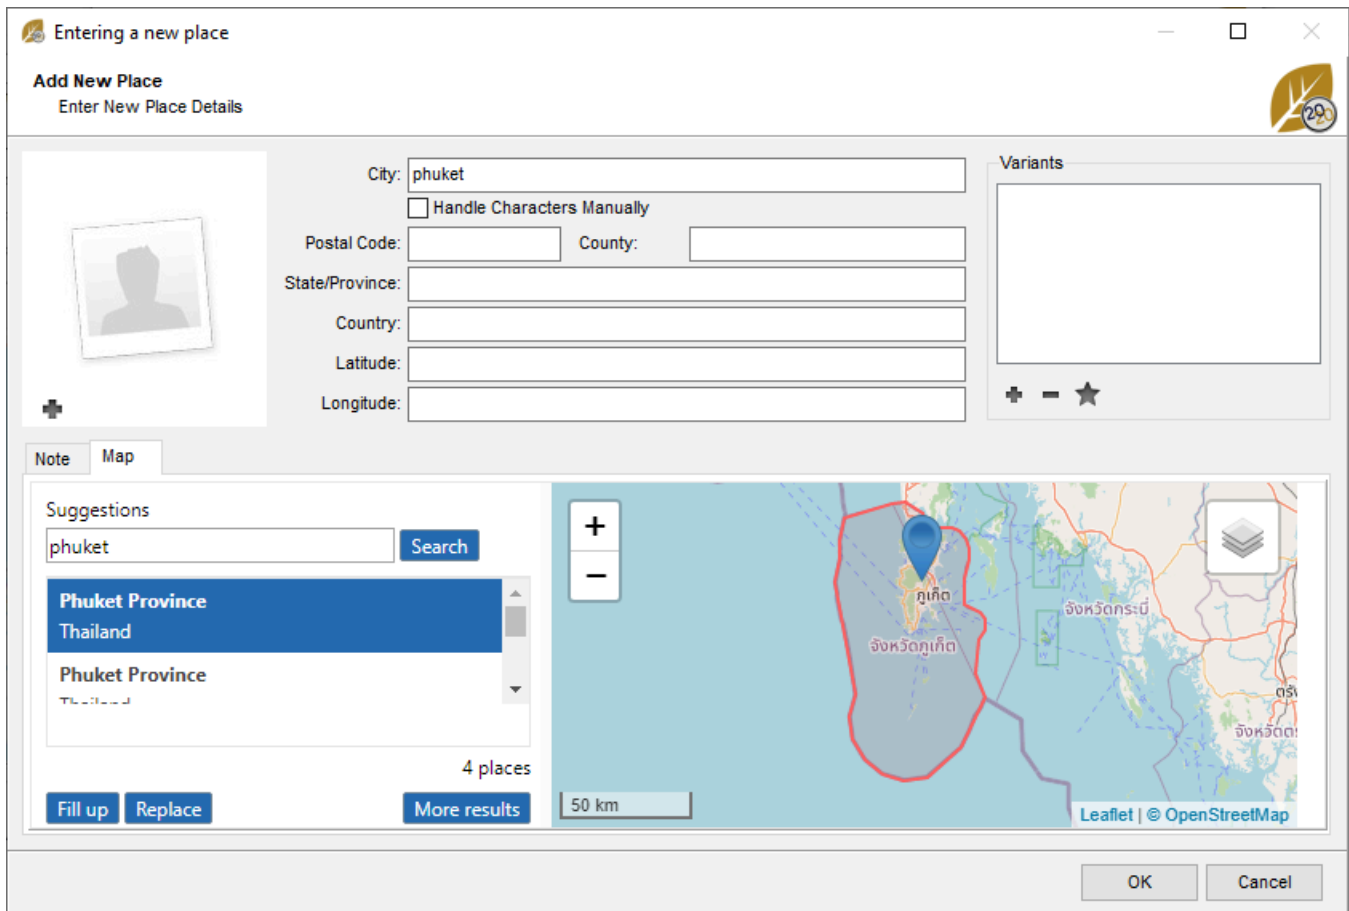 Entering a new place
Add New Place
Enter New Place Details
2020
City: phuket
Handle Characters Manually
Postal Code: County:
State/Province:
Country:
Latitude:
Longitude:
Variants
Note Map
Suggestions
phuket Search
Phuket Province
Thailand
Phuket Province
Thailand
4 places
Fill up Replace More results
+
−
ภูเก็ต
จังหวัดภูเก็ต
จังหวัดกระบี่
50 km
Leaflet | © OpenStreetMap
OK Cancel